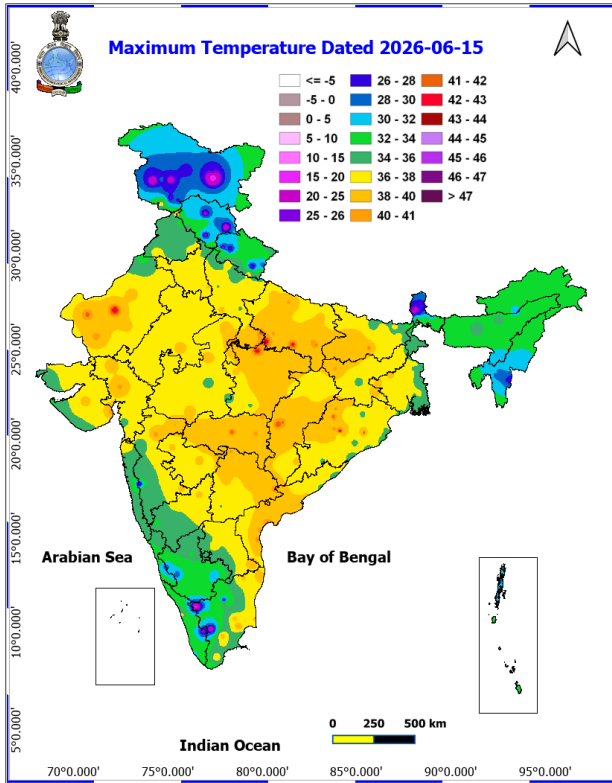 Maximum Temperature Dated 2026-06-15
<= -5
-5 - 0
0 - 5
5 - 10
10 - 15
15 - 20
20 - 25
25 - 26
26 - 28
28 - 30
30 - 32
32 - 34
34 - 36
36 - 38
38 - 40
40 - 41
41 - 42
42 - 43
43 - 44
44 - 45
45 - 46
46 - 47
> 47
40°0.000'
35°0.000'
30°0.000'
25°0.000'
20°0.000'
15°0.000'
10°0.000'
5°0.000'
Arabian Sea
Bay of Bengal
Indian Ocean
0 250 500 km
70°0.000' 75°0.000' 80°0.000' 85°0.000' 90°0.000' 95°0.000'